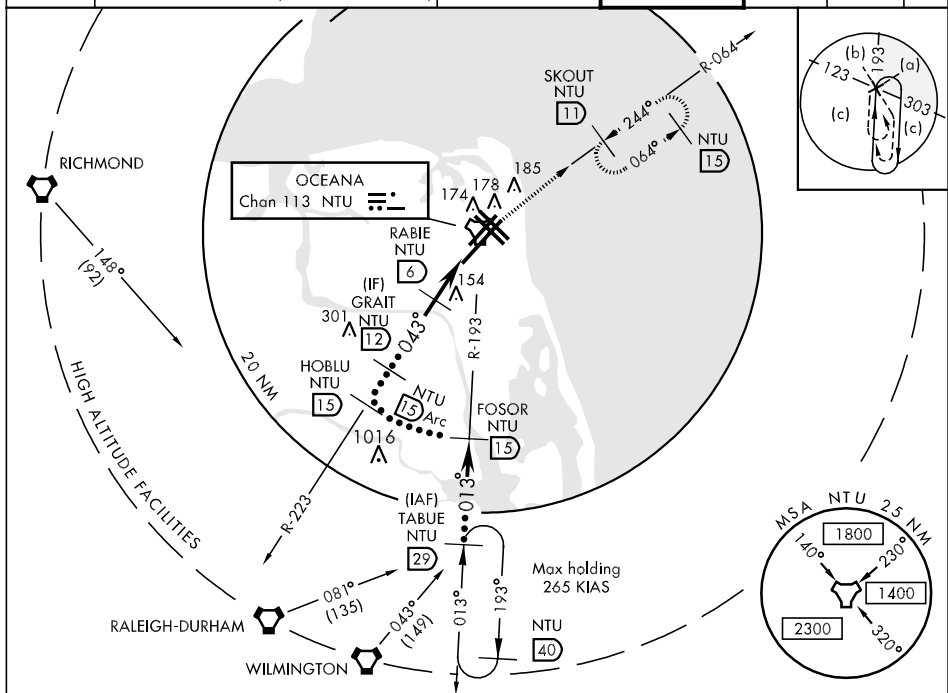 R-064
SKOUT
NTU
11
244°
064°
NTU
15
(b)
193
(a)
123
303
(c)
(c)
RICHMOND
148°
(92)
OCEANA
Chan 113 NTU
174
178
185
RABIE
NTU
6
154
(IF)
GRAIT
NTU
12
301
043°
R-193
20 NM
HOBLU
NTU
15
NTU
15 Arc
FOSOR
NTU
15
1016
HIGH ALTITUDE FACILITIES
R-223
013°
(IAF)
TABUE
NTU
29
Max holding
265 KIAS
081°
(135)
RALEIGH-DURHAM
043°
(149)
WILMINGTON
013°
193°
NTU
40
MSA NTU 25 NM
1800
140°
230°
1400
2300
320°